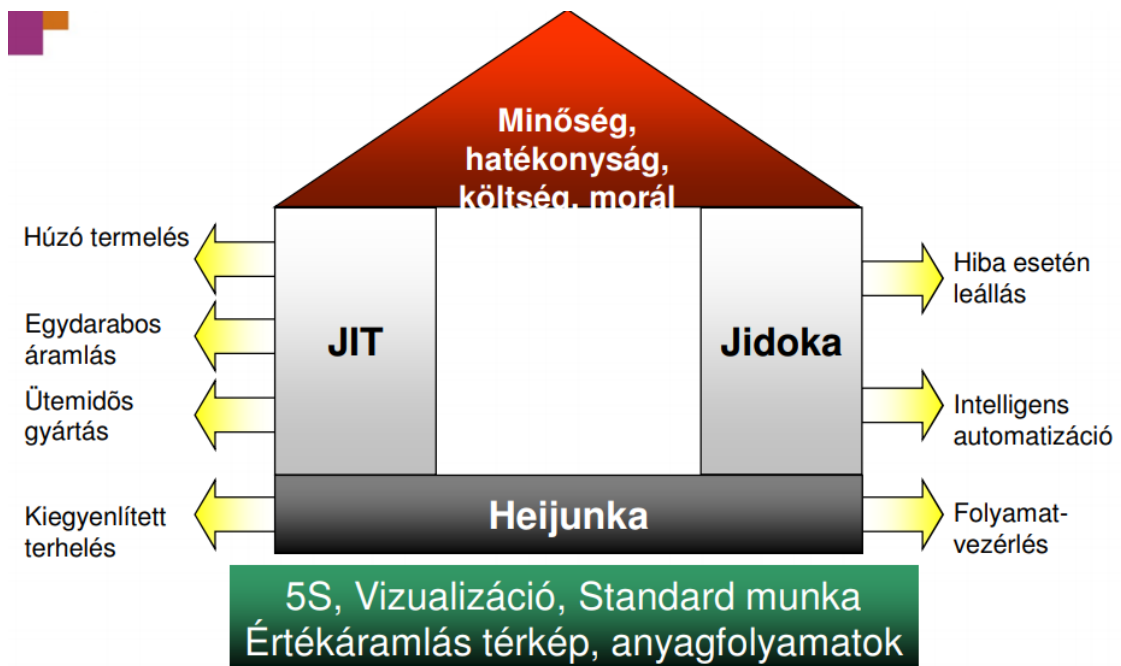 Minőség,
hatékonyság,
költség, morál
Húzó termelés
Egydarabos
áramlás
Ütemidõs
gyártás
Kiegyenlített
terhelés
JIT
Jidoka
Heijunka
Hiba esetén
leállás
Intelligens
automatizáció
Folyamat-
vezérlés
5S, Vizualizáció, Standard munka
Értékáramlás térkép, anyagfolyamatok